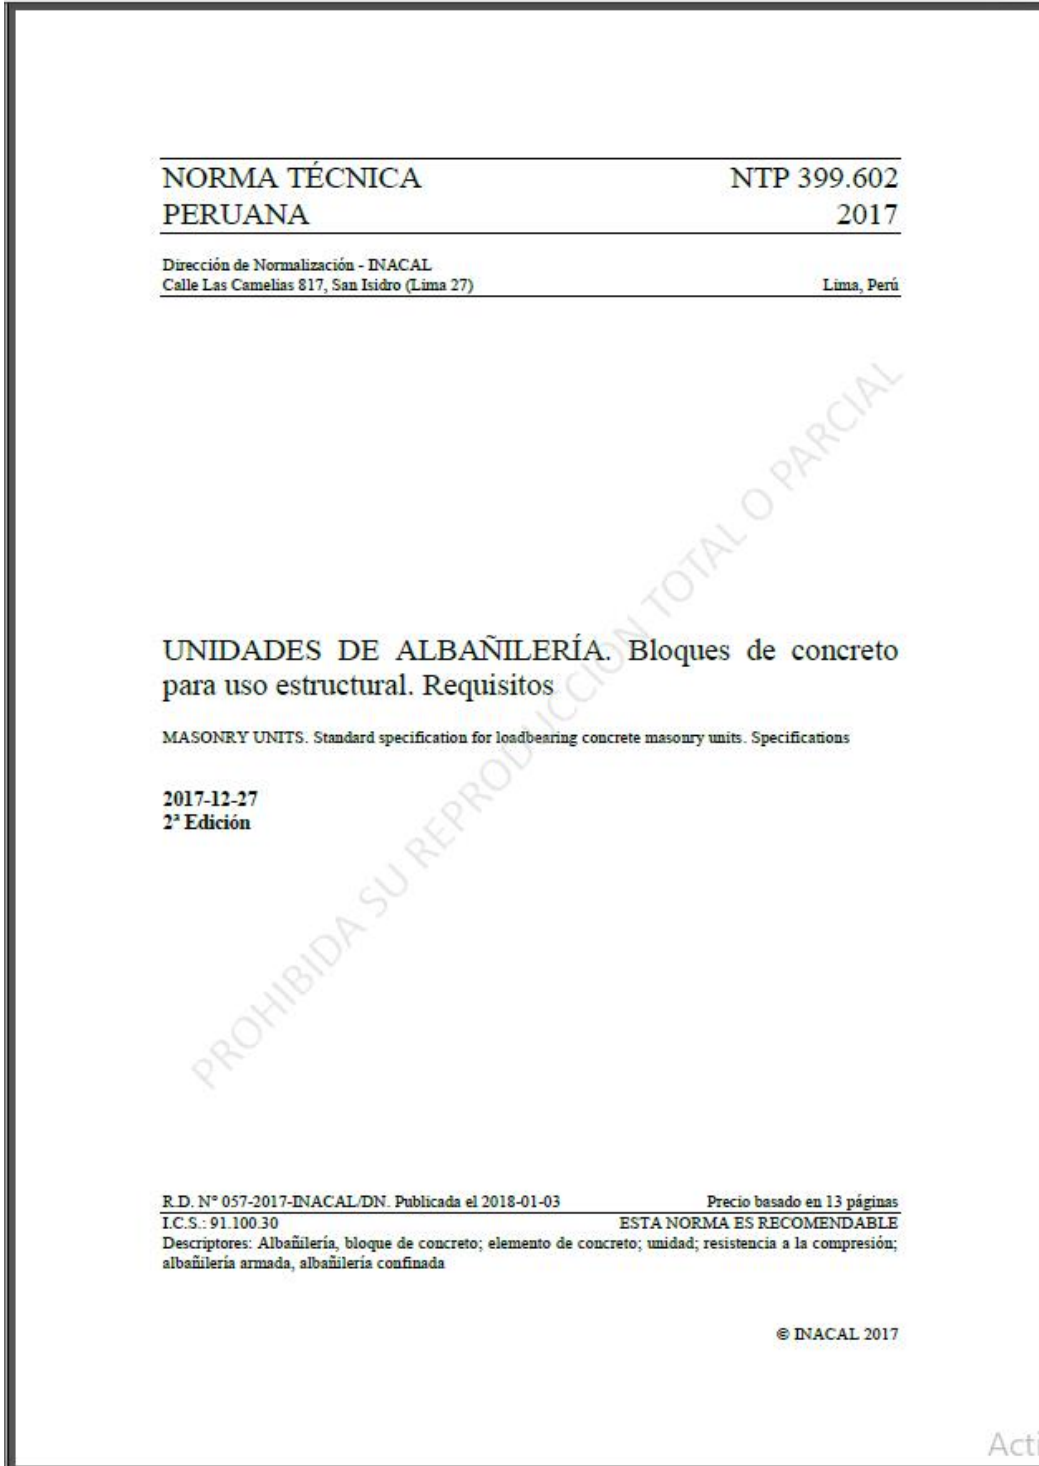 NORMA TÉCNICA NTP 399.602
PERUANA 2017
Dirección de Normalización - INACAL
Calle Las Camelias 817, San Isidro (Lima 27) Lima, Perú
PROHIBIDA SU REPRODUCCION TOTAL O PARCIAL
UNIDADES DE ALBAÑILERÍA. Bloques de concreto
para uso estructural. Requisitos
MASONRY UNITS. Standard specification for loadbearing concrete masonry units. Specifications
2017-12-27
2ª Edición
R.D. N° 057-2017-INACAL/DN. Publicada el 2018-01-03 Precio basado en 13 páginas
I.C.S.: 91.100.30 ESTA NORMA ES RECOMENDABLE
Descriptores: Albañilería, bloque de concreto; elemento de concreto; unidad; resistencia a la compresión;
albañilería armada, albañilería confinada
© INACAL 2017
Acti